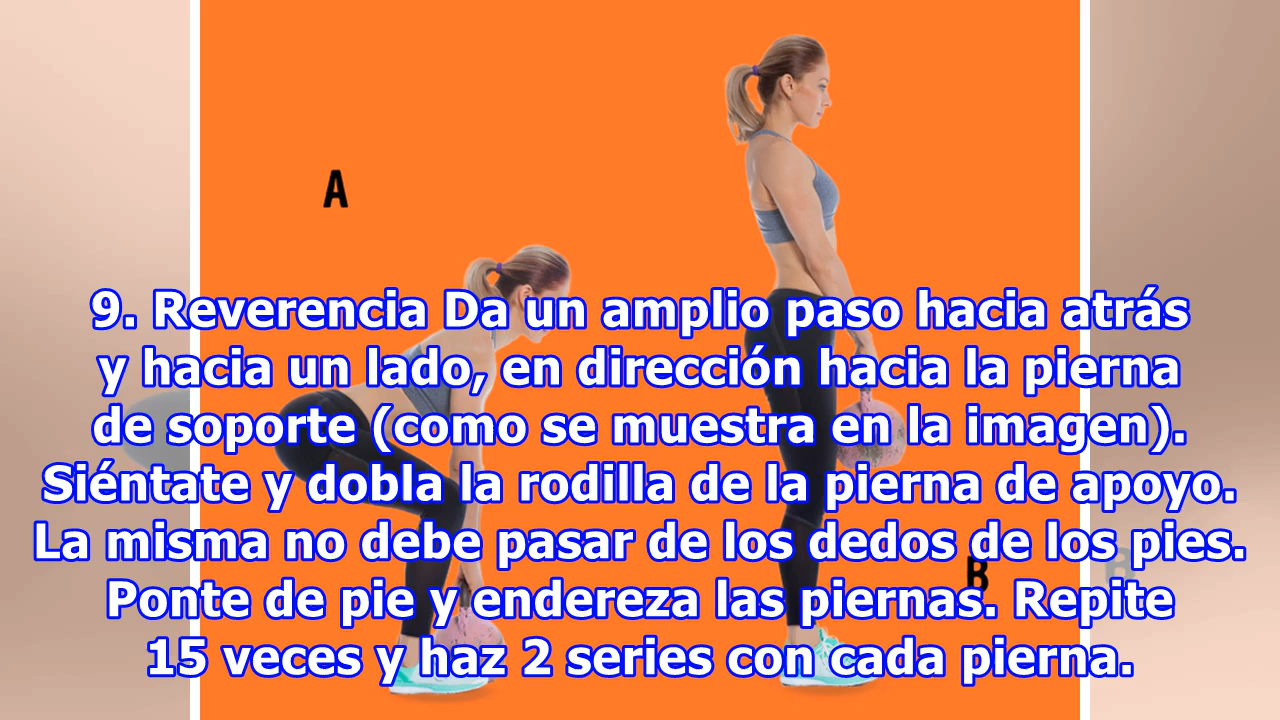 A
9. Reverencia Da un amplio paso hacia atrás
y hacia un lado, en dirección hacia la pierna
de soporte (como se muestra en la imagen).
Siéntate y dobla la rodilla de la pierna de apoyo.
La misma no debe pasar de los dedos de los pies.
B
B
Ponte de pie y endereza las piernas. Repite
15 veces y haz 2 series con cada pierna.